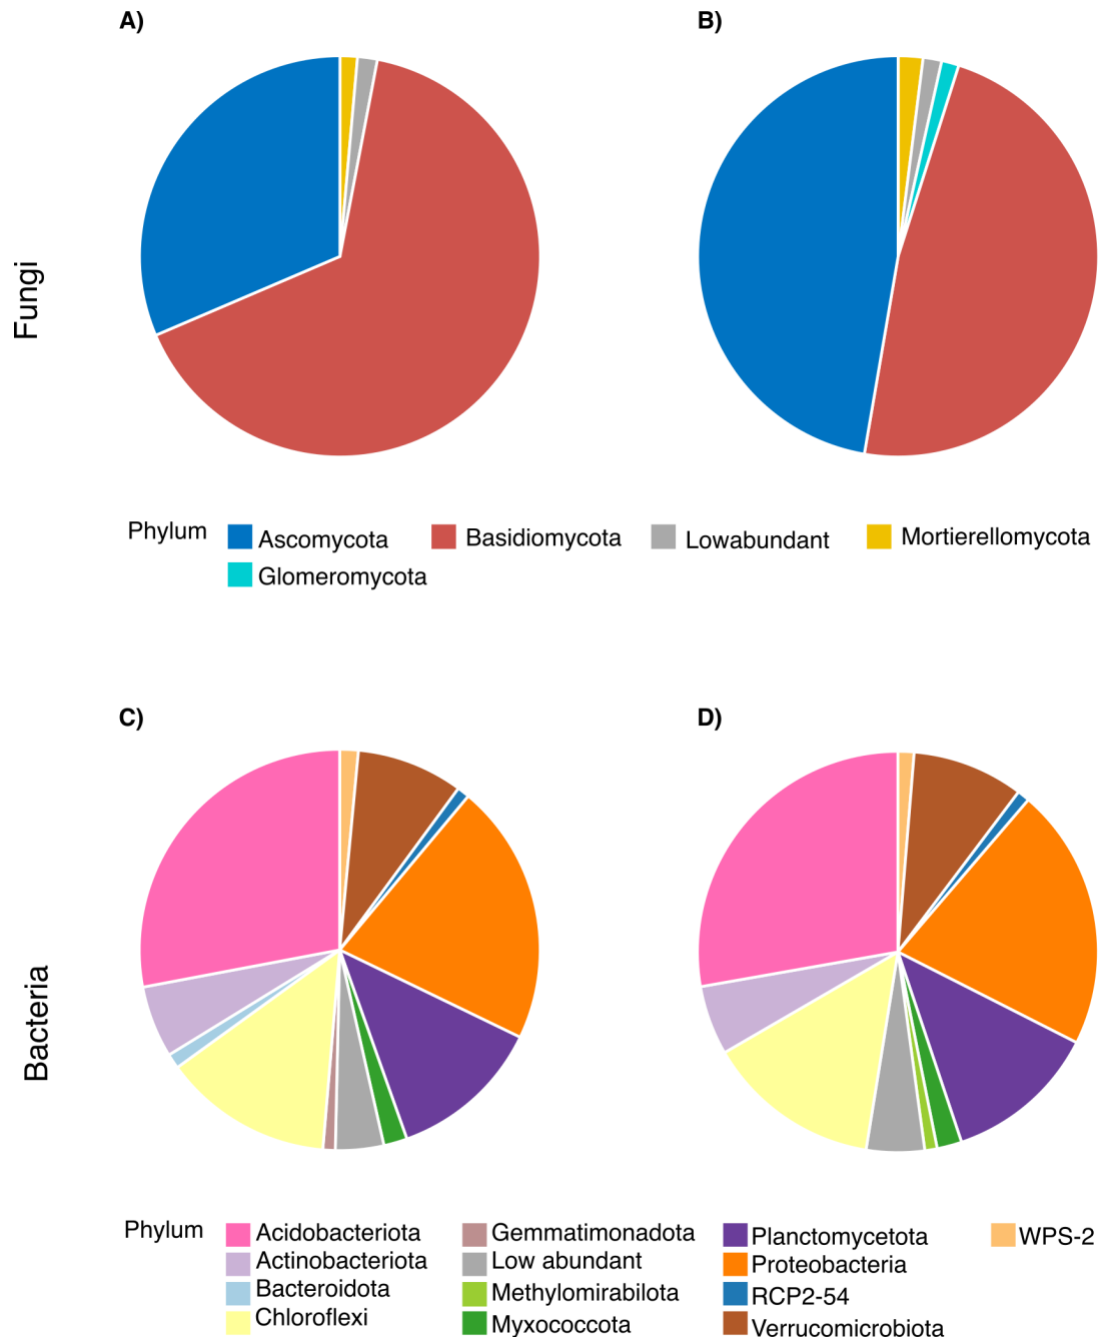 A)
B)
Fungi
Phylum
Ascomycota
Basidiomycota
Lowabundant
Mortierellomycota
Glomeromycota
C)
D)
Bacteria
Phylum
Acidobacteriota
Gemmatimonadota
Planctomycetota
WPS-2
Actinobacteriota
Low abundant
Proteobacteria
Bacteroidota
Methylomirabilota
RCP2-54
Chloroflexi
Myxococcota
Verrucomicrobiota